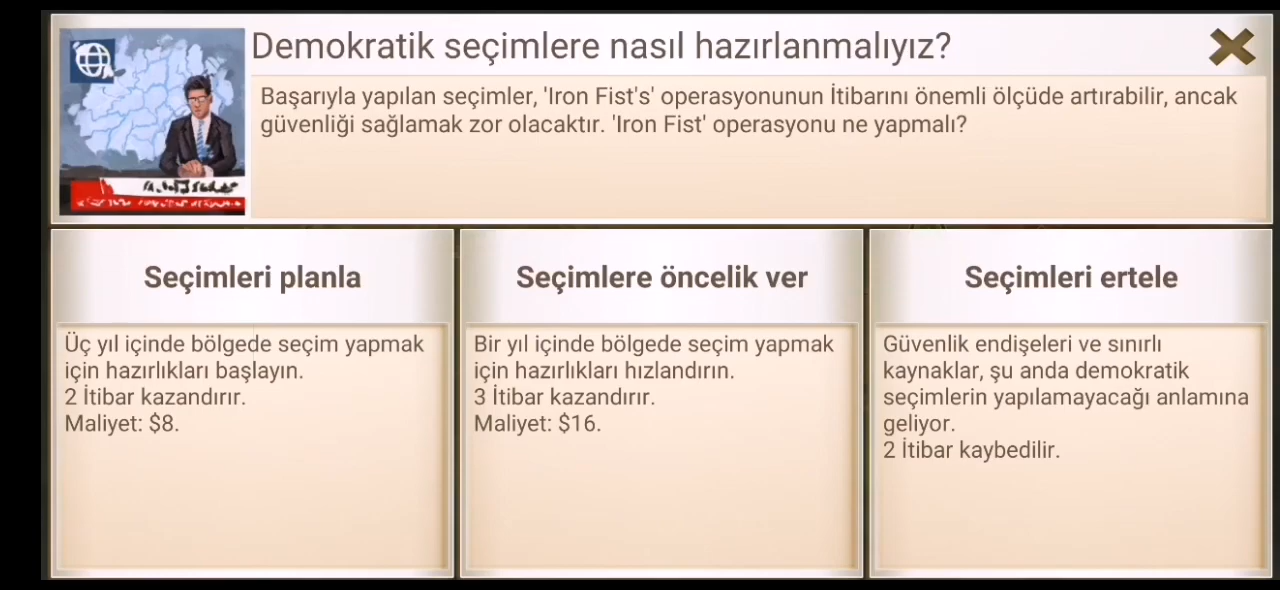 Demokratik seçimlere nasıl hazırlanmalıyız?
Başarıyla yapılan seçimler, 'Iron Fist's' operasyonunun İtibarını önemli ölçüde artırabilir, ancak
güvenliği sağlamak zor olacaktır. 'Iron Fist' operasyonu ne yapmalı?
Seçimleri planla
Üç yıl içinde bölgede seçim yapmak
için hazırlıkları başlayın.
2 İtibar kazandırır.
Maliyet: $8.
Seçimlere öncelik ver
Bir yıl içinde bölgede seçim yapmak
için hazırlıkları hızlandırın.
3 İtibar kazandırır.
Maliyet: $16.
Seçimleri ertele
Güvenlik endişeleri ve sınırlı
kaynaklar, şu anda demokratik
seçimlerin yapılamayacağı anlamına
geliyor.
2 İtibar kaybedilir.